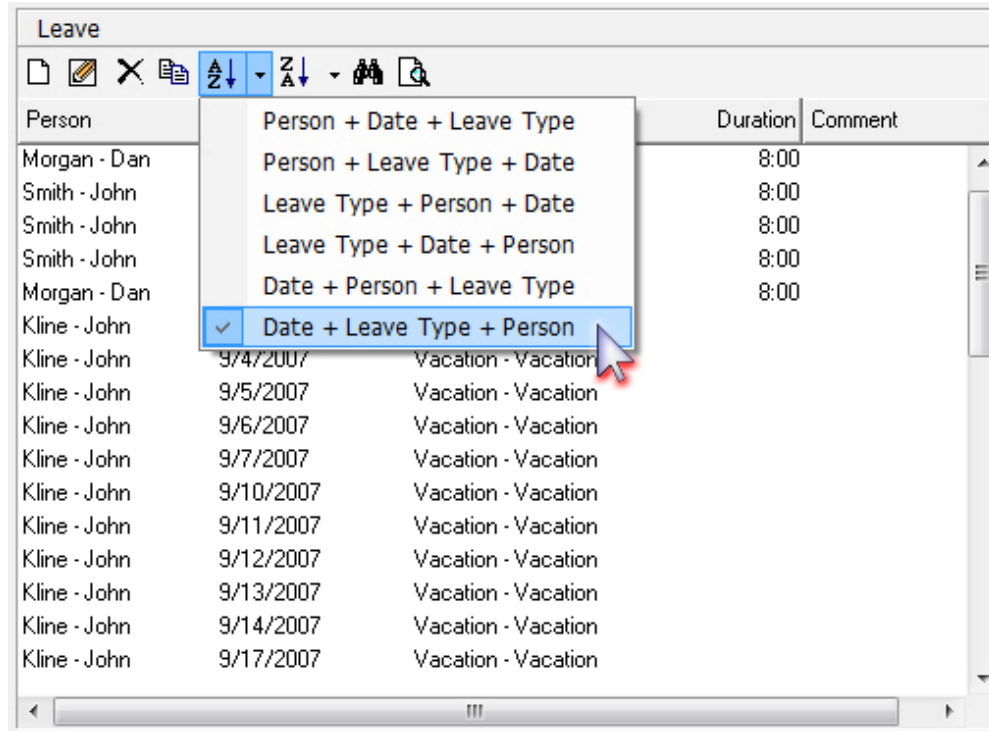 Leave
Person Duration Comment
Person + Date + Leave Type
Person + Leave Type + Date
Leave Type + Person + Date
Leave Type + Date + Person
Date + Person + Leave Type
Date + Leave Type + Person
Morgan - Dan 8:00
Smith - John 8:00
Smith - John 8:00
Smith - John 8:00
Morgan - Dan 8:00
Kline - John
Kline - John 9/4/2007 Vacation - Vacation
Kline - John 9/5/2007 Vacation - Vacation
Kline - John 9/6/2007 Vacation - Vacation
Kline - John 9/7/2007 Vacation - Vacation
Kline - John 9/10/2007 Vacation - Vacation
Kline - John 9/11/2007 Vacation - Vacation
Kline - John 9/12/2007 Vacation - Vacation
Kline - John 9/13/2007 Vacation - Vacation
Kline - John 9/14/2007 Vacation - Vacation
Kline - John 9/17/2007 Vacation - Vacation